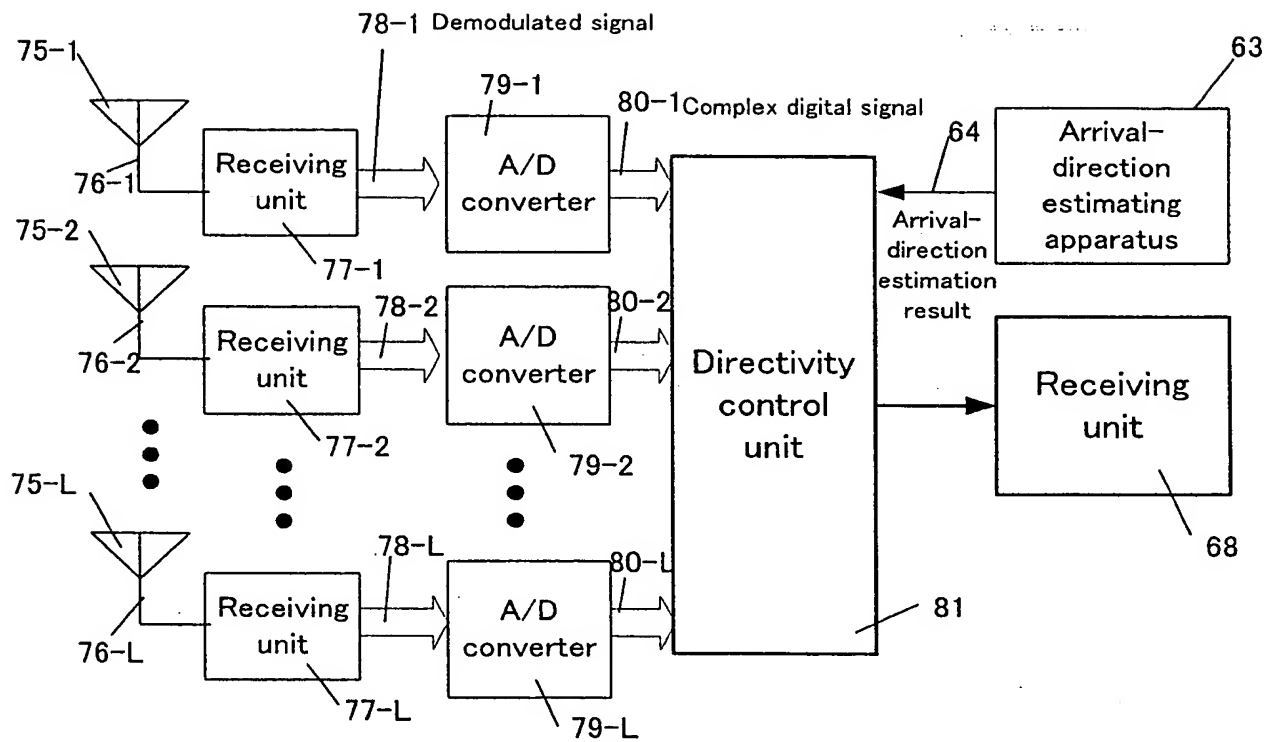 78-1 Demodulated signal
75-1
79-1
80-1 Complex digital signal
63
64
Receiving
unit
A/D
converter
Arrival-
direction
estimating
apparatus
76-1
75-2
77-1
Arrival-
direction
estimation
result
78-2
80-2
Receiving
unit
A/D
converter
76-2
77-2
79-2
Directivity
control
unit
Receiving
unit
75-L
78-L
80-L
68
Receiving
unit
A/D
converter
76-L
77-L
79-L
81